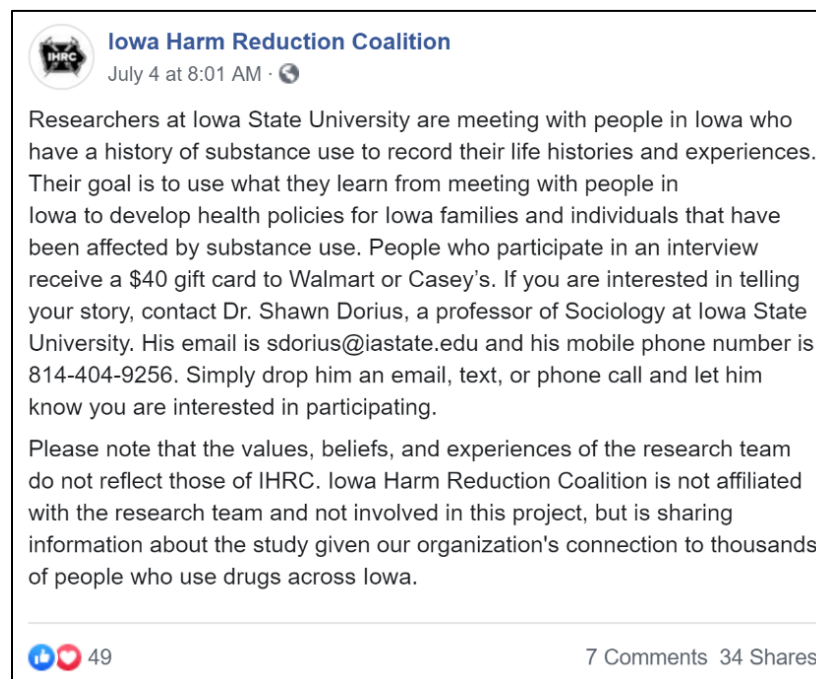 IHRC
Iowa Harm Reduction Coalition
July 4 at 8:01 AM ·
Researchers at Iowa State University are meeting with people in Iowa who
have a history of substance use to record their life histories and experiences.
Their goal is to use what they learn from meeting with people in
Iowa to develop health policies for Iowa families and individuals that have
been affected by substance use. People who participate in an interview
receive a $40 gift card to Walmart or Casey’s. If you are interested in telling
your story, contact Dr. Shawn Dorius, a professor of Sociology at Iowa State
University. His email is sdorius@iastate.edu and his mobile phone number is
814-404-9256. Simply drop him an email, text, or phone call and let him
know you are interested in participating.
Please note that the values, beliefs, and experiences of the research team
do not reflect those of IHRC. Iowa Harm Reduction Coalition is not affiliated
with the research team and not involved in this project, but is sharing
information about the study given our organization's connection to thousands
of people who use drugs across Iowa.
49
7 Comments 34 Shares